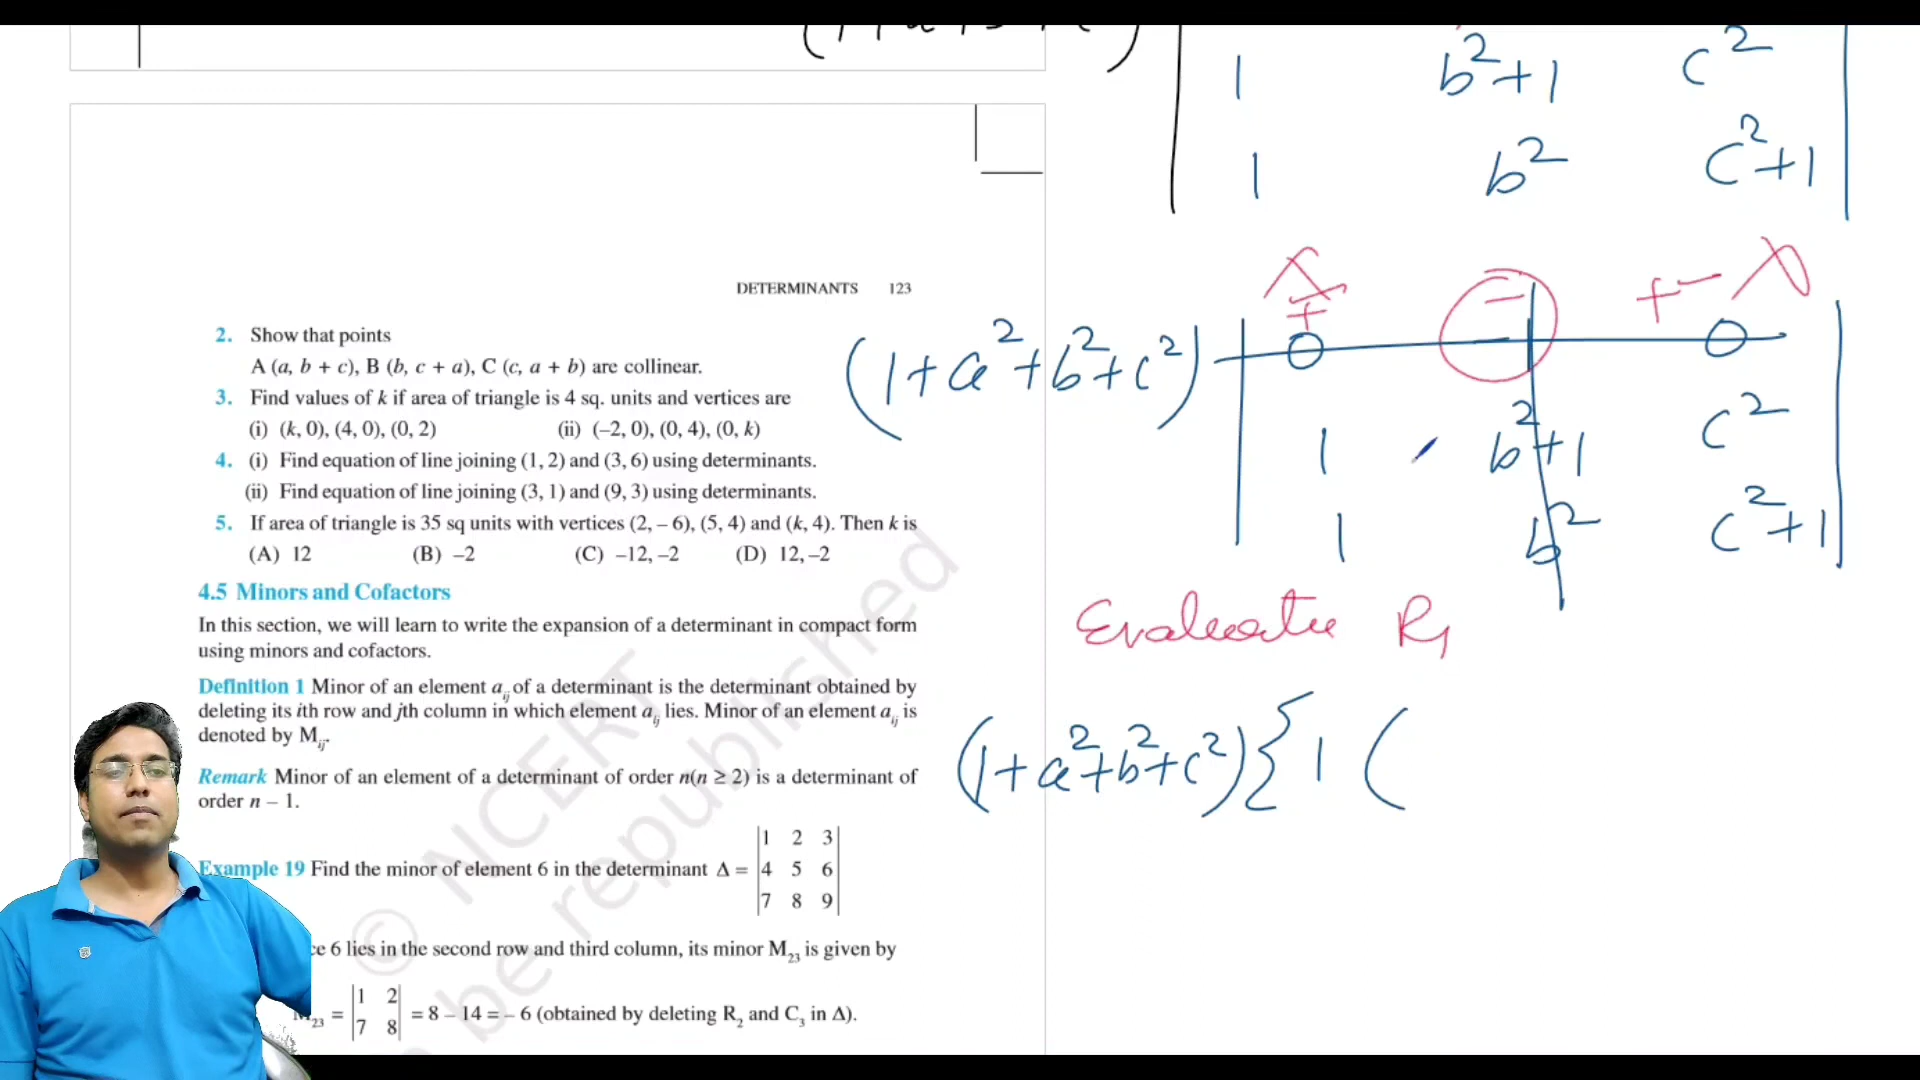 1 b²+1 c²
1 b² c²+1
DETERMINANTS 123
2. Show that points
A (a, b + c), B (b, c + a), C (c, a + b) are collinear.
3. Find values of k if area of triangle is 4 sq. units and vertices are
(i) (k, 0), (4, 0), (0, 2) (ii) (–2, 0), (0, 4), (0, k)
4. (i) Find equation of line joining (1, 2) and (3, 6) using determinants.
(ii) Find equation of line joining (3, 1) and (9, 3) using determinants.
5. If area of triangle is 35 sq units with vertices (2, – 6), (5, 4) and (k, 4). Then k is
(A) 12 (B) –2 (C) –12, –2 (D) 12, –2
4.5 Minors and Cofactors
In this section, we will learn to write the expansion of a determinant in compact form
using minors and cofactors.
Definition 1 Minor of an element aᵢⱼ of a determinant is the determinant obtained by
deleting its ith row and jth column in which element aᵢⱼ lies. Minor of an element aᵢⱼ is
denoted by Mᵢⱼ.
Remark Minor of an element of a determinant of order n(n ≥ 2) is a determinant of
order n – 1.
Example 19 Find the minor of element 6 in the determinant Δ = |1 2 3|
|4 5 6|
|7 8 9|
ce 6 lies in the second row and third column, its minor M₂₃ is given by
₂₃ = |1 2|
|7 8| = 8 – 14 = – 6 (obtained by deleting R₂ and C₃ in Δ).
© NCERT
be republished
+ − + −
(1+a²+b²+c²) | 1 0 0 |
1 b²+1 c²
1 b² c²+1
Evaluate R₁
(1+a²+b²+c²) { 1 (